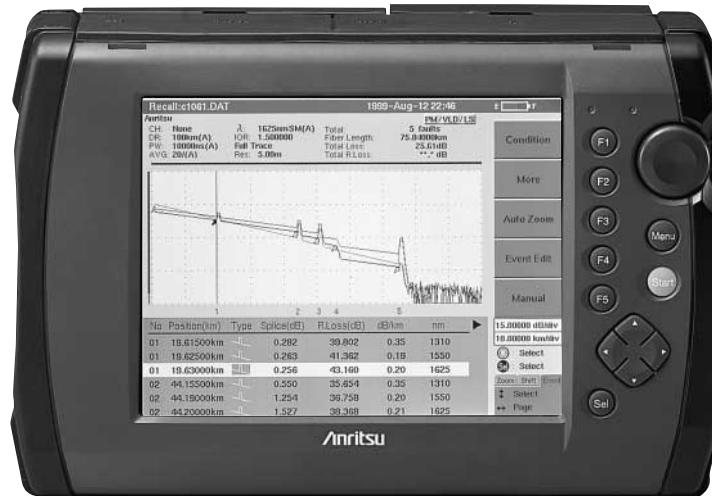 Recall:c1061.DAT 1999-Aug-12 22:46 E F
Anritsu PM/VLD/LS
CH: None λ: 1625nmSM(A) Total: 5 faults
DR: 100km(A) IOR: 1.500000 Fiber Length: 75.84000km
PW: 10000ns(A) Full Total Loss: 25.61dB
AVG: 20/(A) Trace Total R.Loss: **.* dB
Res: 5.00m
Condition
More
Auto Zoom
Event Edit
Manual
F1
F2
F3
F4
F5
Menu
Start
Sel
1 2 3 4 5
No Position(km) Type Splice(dB) R.Loss(dB) dB/km nm
01 19.61500km 0.282 39.802 0.35 1310
01 19.62500km 0.263 41.362 0.19 1550
01 19.63000km 0.256 43.160 0.20 1625
02 44.15500km 0.550 35.654 0.35 1310
02 44.19000km 1.254 36.758 0.20 1550
02 44.20000km 1.527 38.368 0.21 1625
15.00000 dB/div
10.00000 km/div
: Select
Sel : Select
Zoom Shift Event
↕ Select
↔ Page
Anritsu